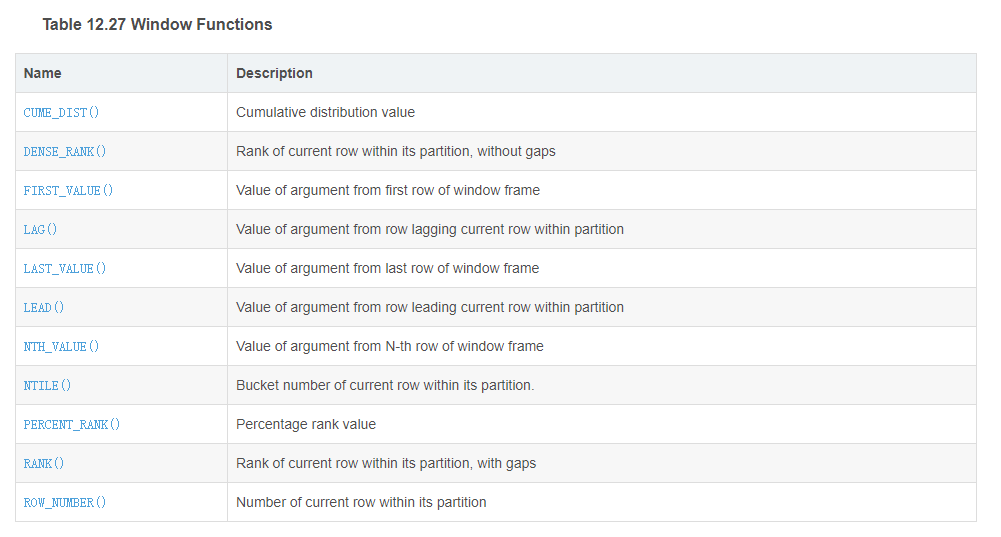 Table 12.27 Window Functions
Name Description
CUME_DIST() Cumulative distribution value
DENSE_RANK() Rank of current row within its partition, without gaps
FIRST_VALUE() Value of argument from first row of window frame
LAG() Value of argument from row lagging current row within partition
LAST_VALUE() Value of argument from last row of window frame
LEAD() Value of argument from row leading current row within partition
NTH_VALUE() Value of argument from N-th row of window frame
NTILE() Bucket number of current row within its partition.
PERCENT_RANK() Percentage rank value
RANK() Rank of current row within its partition, with gaps
ROW_NUMBER() Number of current row within its partition